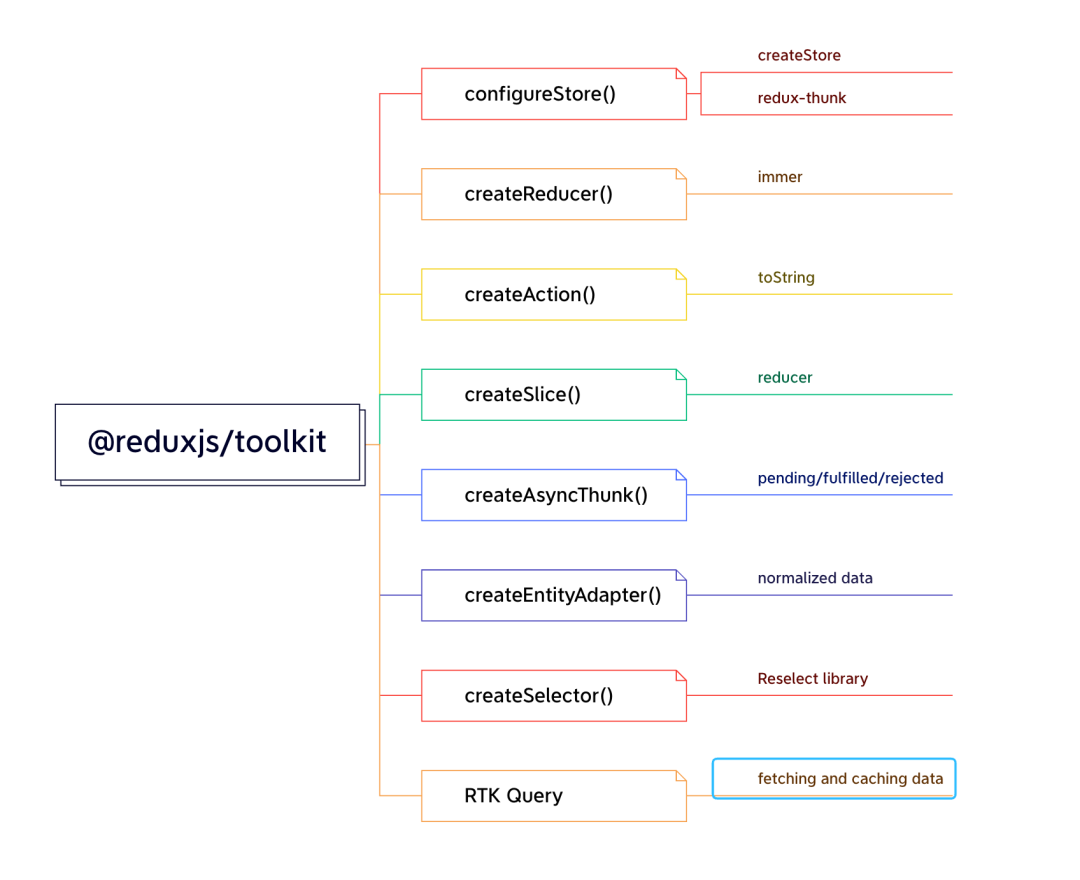 @reduxjs/toolkit
configureStore()
createStore
redux-thunk
createReducer()
immer
createAction()
toString
createSlice()
reducer
createAsyncThunk()
pending/fulfilled/rejected
createEntityAdapter()
normalized data
createSelector()
Reselect library
RTK Query
fetching and caching data